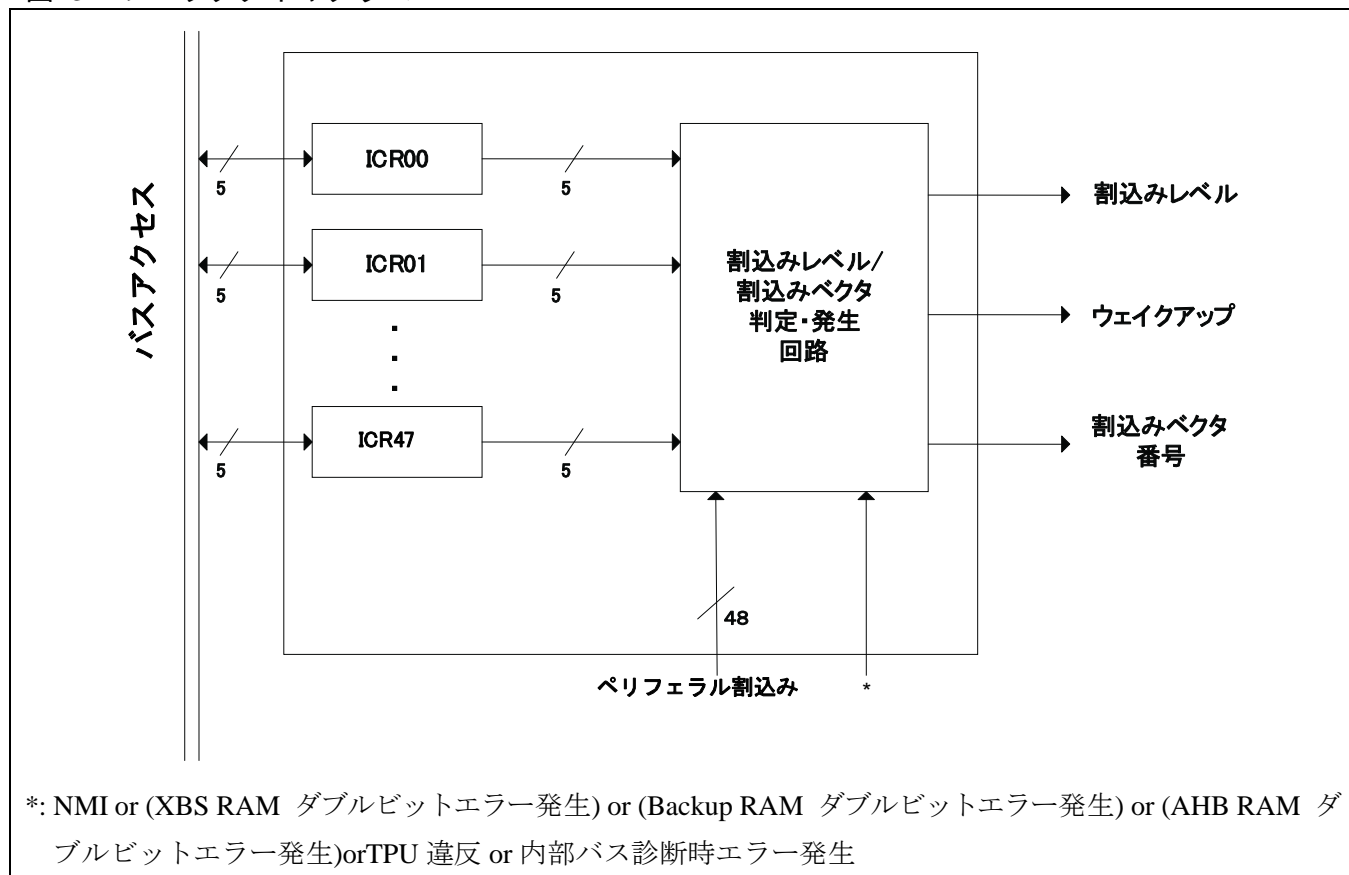 バスアクセス
ICR00
5
5
ICR01
5
5
ICR47
5
5
割込みレベル/
割込みベクタ
判定・発生
回路
割込みレベル
ウェイクアップ
割込みベクタ
番号
48
ペリフェラル割込み
*
*: NMI or (XBS RAM ダブルビットエラー発生) or (Backup RAM ダブルビットエラー発生) or (AHB RAM ダ
ブルビットエラー発生)orTPU 違反 or 内部バス診断時エラー発生